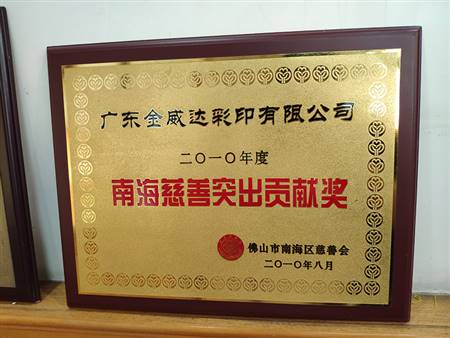 广东金威达彩印有限公司
二〇一〇年度
南海慈善突出贡献奖
佛山市南海区慈善会
二〇一〇年八月